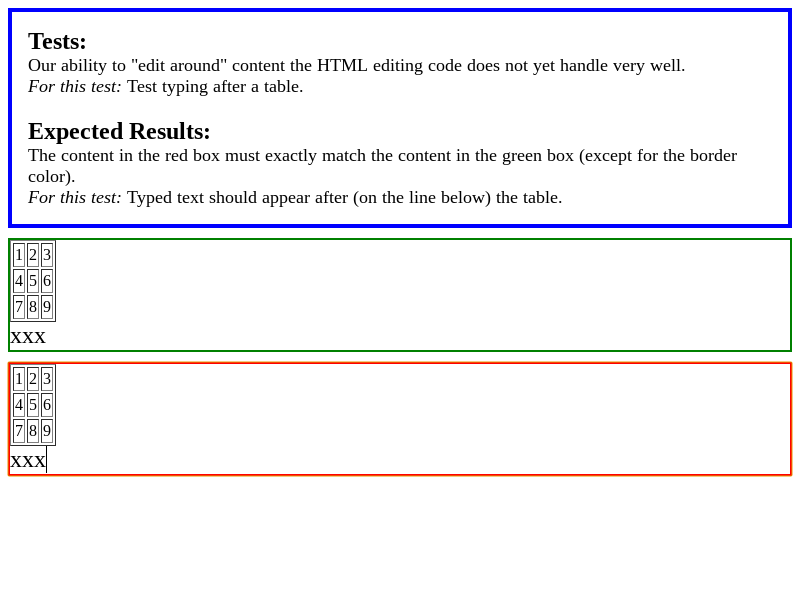 Tests:
Our ability to "edit around" content the HTML editing code does not yet handle very well.
For this test: Test typing after a table.
Expected Results:
The content in the red box must exactly match the content in the green box (except for the border
color).
For this test: Typed text should appear after (on the line below) the table.
1 2 3
4 5 6
7 8 9
xxx
1 2 3
4 5 6
7 8 9
xxx